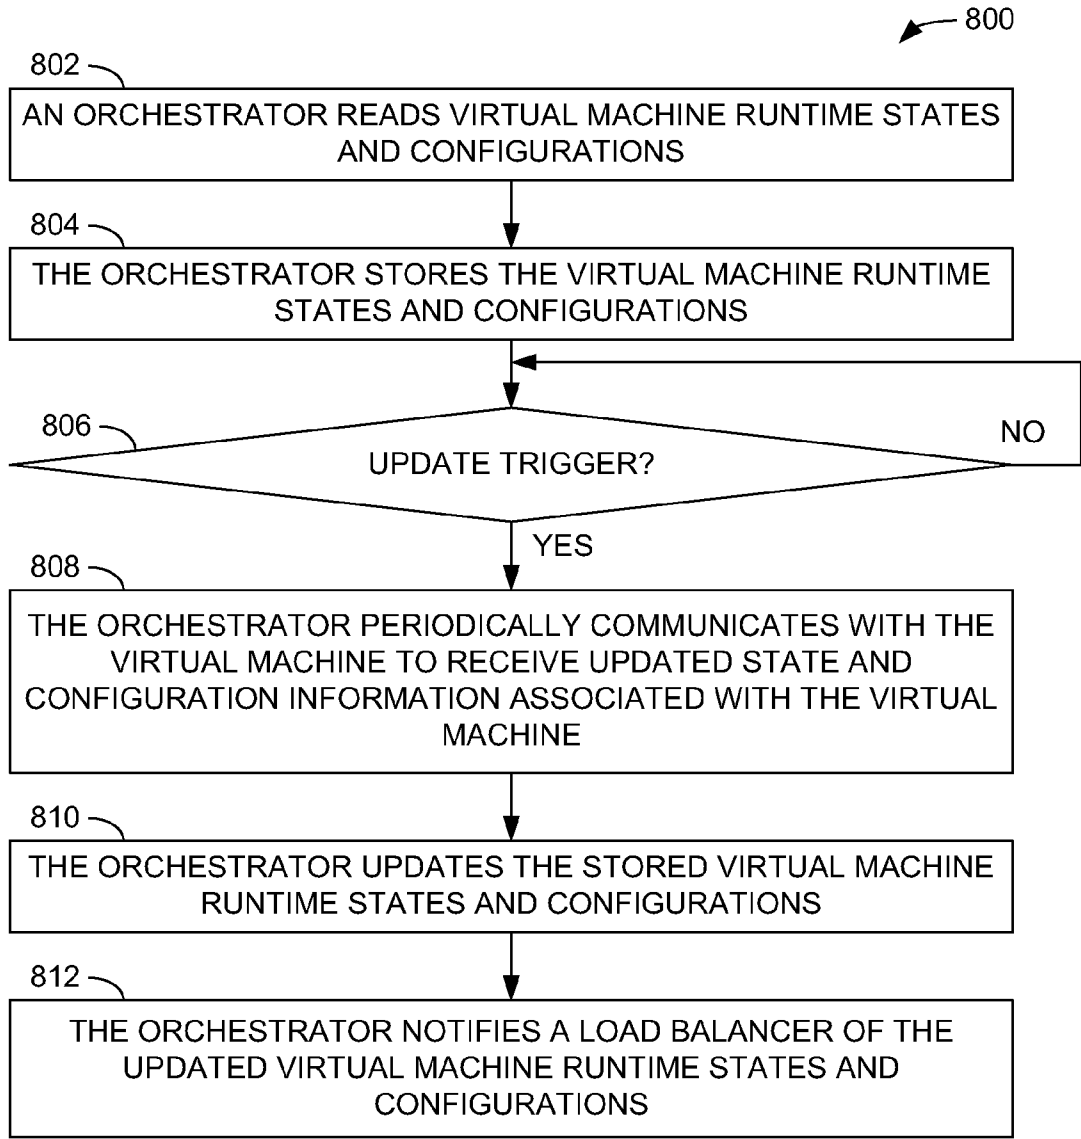 800
802
AN ORCHESTRATOR READS VIRTUAL MACHINE RUNTIME STATES
AND CONFIGURATIONS
804
THE ORCHESTRATOR STORES THE VIRTUAL MACHINE RUNTIME
STATES AND CONFIGURATIONS
806
UPDATE TRIGGER?
NO
YES
808
THE ORCHESTRATOR PERIODICALLY COMMUNICATES WITH THE
VIRTUAL MACHINE TO RECEIVE UPDATED STATE AND
CONFIGURATION INFORMATION ASSOCIATED WITH THE VIRTUAL
MACHINE
810
THE ORCHESTRATOR UPDATES THE STORED VIRTUAL MACHINE
RUNTIME STATES AND CONFIGURATIONS
812
THE ORCHESTRATOR NOTIFIES A LOAD BALANCER OF THE
UPDATED VIRTUAL MACHINE RUNTIME STATES AND
CONFIGURATIONS